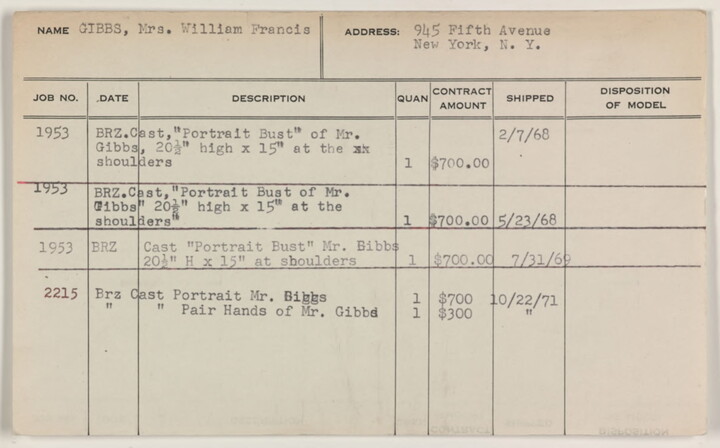 NAME GIBBS, Mrs. William Francis ADDRESS: 945 Fifth Avenue
New York, N. Y.
JOB NO. DATE DESCRIPTION QUAN CONTRACT AMOUNT SHIPPED DISPOSITION OF MODEL
1953 BRZ.Cast,"Portrait Bust" of Mr. 2/7/68
Gibbs, 20½" high x 15" at the xx
shoulders 1 $700.00
1953 BRZ.Cast,"Portrait Bust of Mr.
Gibbs" 20½" high x 15" at the
shoulders" 1 $700.00 5/23/68
1953 BRZ Cast "Portrait Bust" Mr. Bibbs
20½" H x 15" at shoulders 1 $700.00 7/31/69
2215 Brz Cast Portrait Mr. Gibbs 1 $700 10/22/71
" " Pair Hands of Mr. Gibbs 1 $300 "